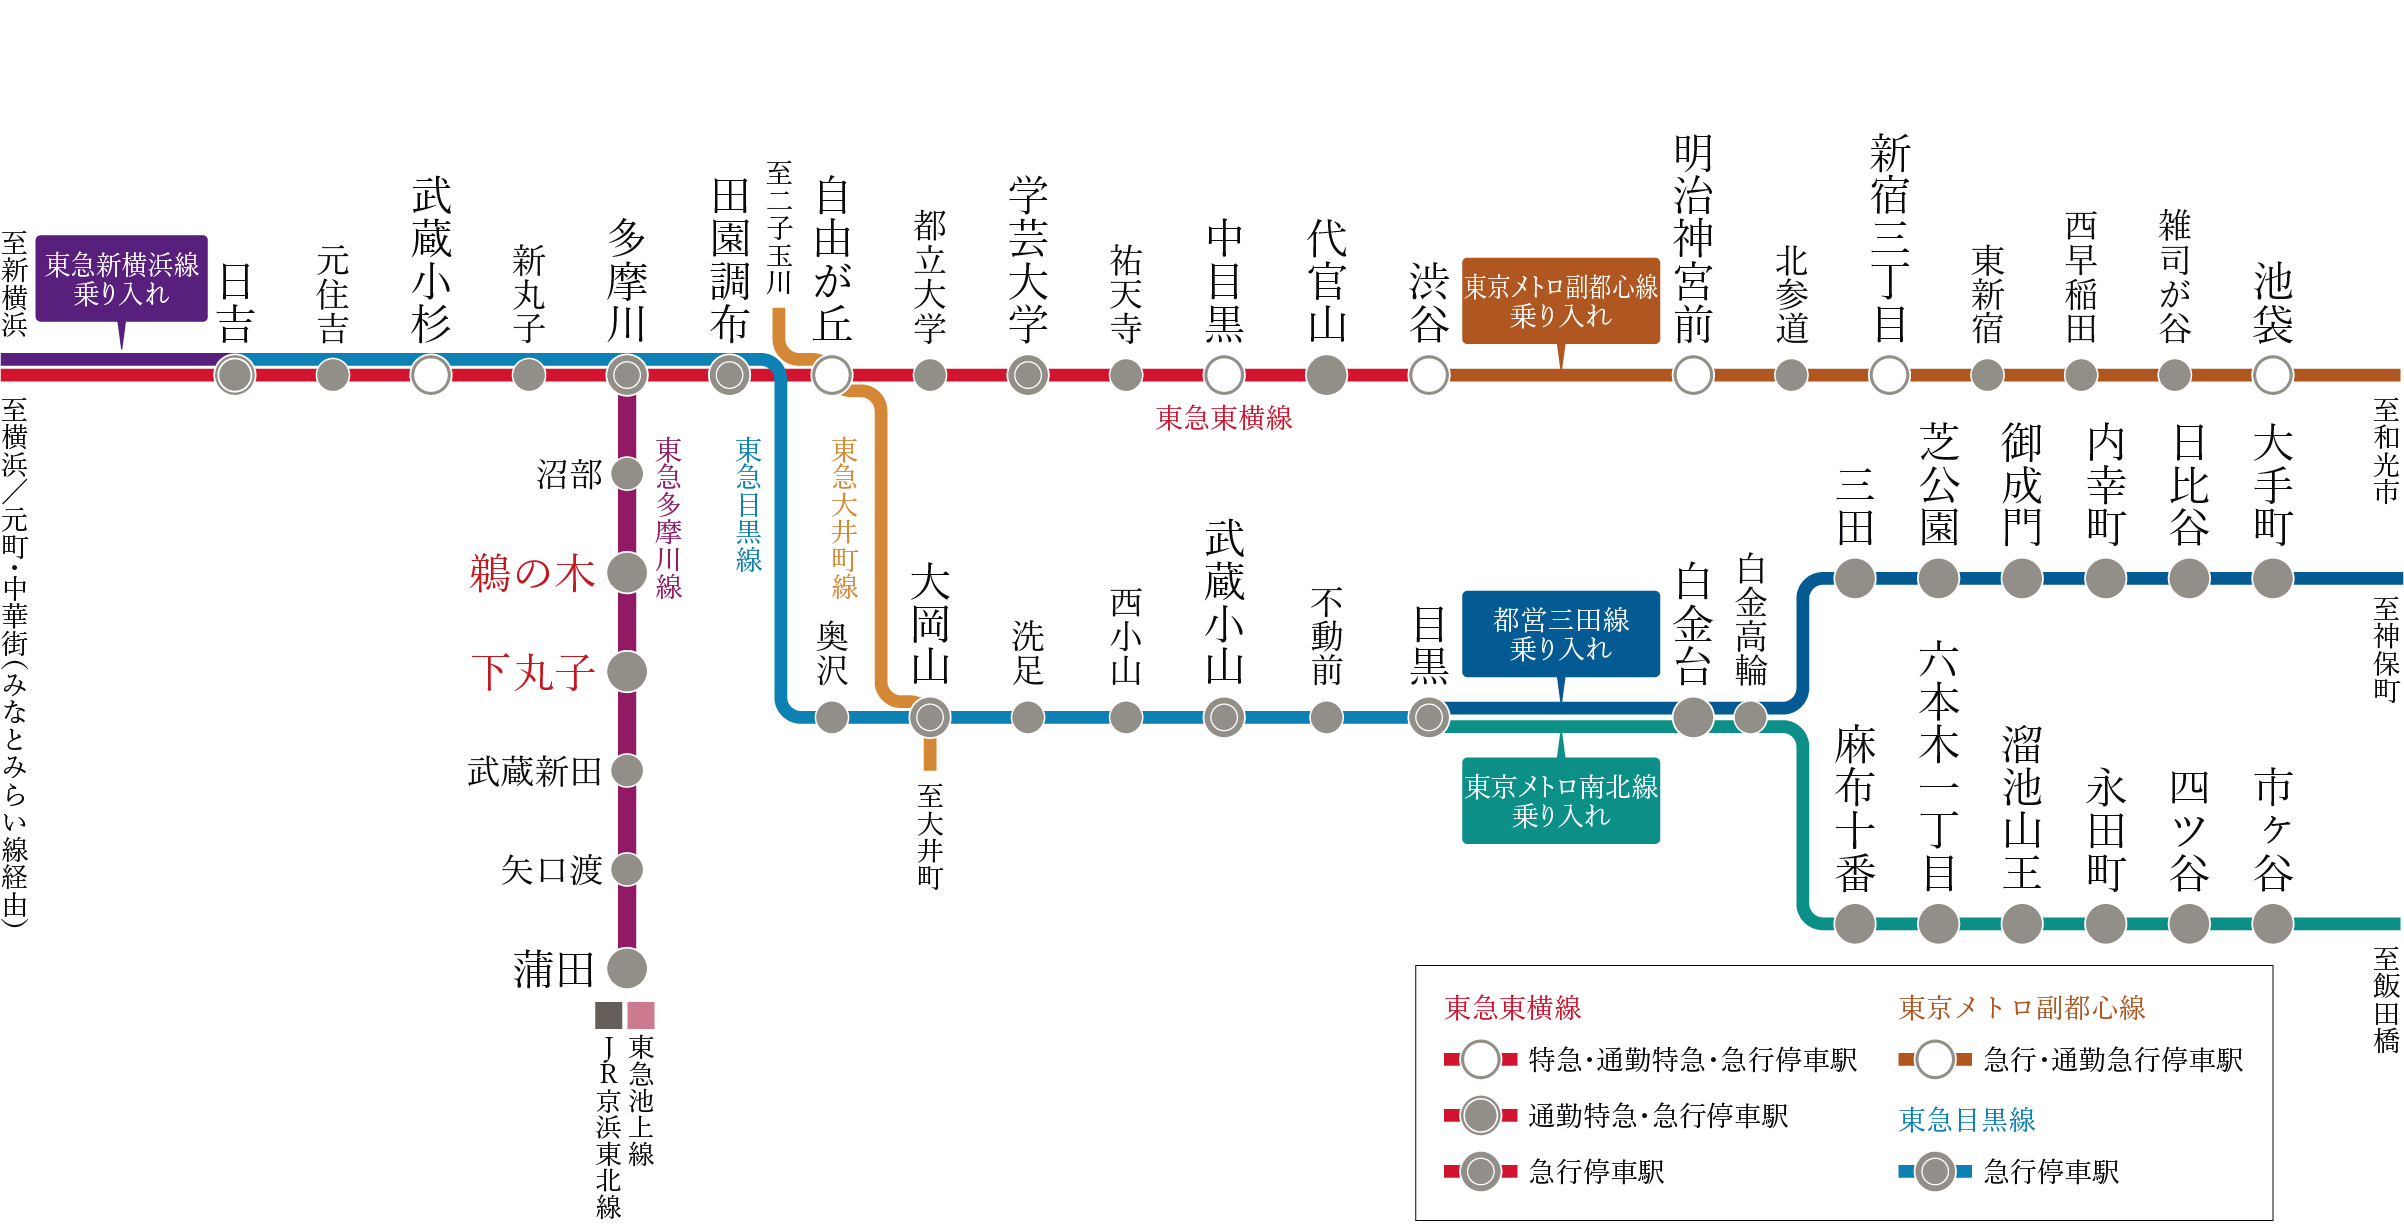 至新横浜
東急新横浜線
乗り入れ
日吉
元住吉
武蔵小杉
新丸子
多摩川
田園調布
至二子玉川
自由が丘
都立大学
学芸大学
祐天寺
中目黒
代官山
渋谷
東京メトロ副都心線
乗り入れ
明治神宮前
北参道
新宿三丁目
東新宿
西早稲田
雑司が谷
池袋
至横浜／元町・中華街(みなとみらい線経由)
東急東横線
至和光市
沼部
鵜の木
下丸子
武蔵新田
矢口渡
蒲田
東急多摩川線
東急目黒線
東急大井町線
JR京浜東北線
東急池上線
奥沢
大岡山
至大井町
洗足
西小山
武蔵小山
不動前
目黒
都営三田線
乗り入れ
東京メトロ南北線
乗り入れ
白金台
白金高輪
三田
芝公園
御成門
内幸町
日比谷
大手町
至神保町
麻布十番
六本木一丁目
溜池山王
永田町
四ツ谷
市ヶ谷
至飯田橋
東急東横線
特急・通勤特急・急行停車駅
通勤特急・急行停車駅
急行停車駅
東京メトロ副都心線
急行・通勤急行停車駅
東急目黒線
急行停車駅